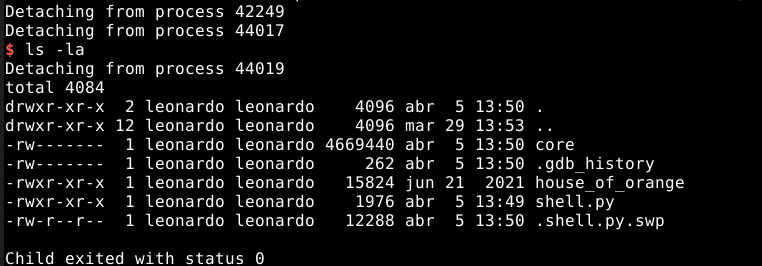 Detaching from process 42249
Detaching from process 44017
$ ls -la
Detaching from process 44019
total 4084
drwxr-xr-x  2 leonardo leonardo    4096 abr  5 13:50 .
drwxr-xr-x 12 leonardo leonardo    4096 mar 29 13:53 ..
-rw-------  1 leonardo leonardo 4669440 abr  5 13:50 core
-rw-------  1 leonardo leonardo     262 abr  5 13:50 .gdb_history
-rwxr-xr-x  1 leonardo leonardo   15824 jun 21  2021 house_of_orange
-rwxr-xr-x  1 leonardo leonardo    1976 abr  5 13:49 shell.py
-rw-r--r--  1 leonardo leonardo   12288 abr  5 13:50 .shell.py.swp
Child exited with status 0